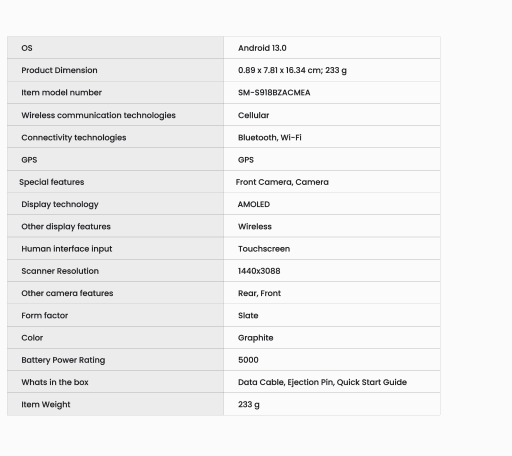 OS Android 13.0
Product Dimension 0.89 x 7.81 x 16.34 cm; 233 g
Item model number SM-S918BZACMEA
Wireless communication technologies Cellular
Connectivity technologies Bluetooth, Wi-Fi
GPS GPS
Special features Front Camera, Camera
Display technology AMOLED
Other display features Wireless
Human interface input Touchscreen
Scanner Resolution 1440x3088
Other camera features Rear, Front
Form factor Slate
Color Graphite
Battery Power Rating 5000
Whats in the box Data Cable, Ejection Pin, Quick Start Guide
Item Weight 233 g